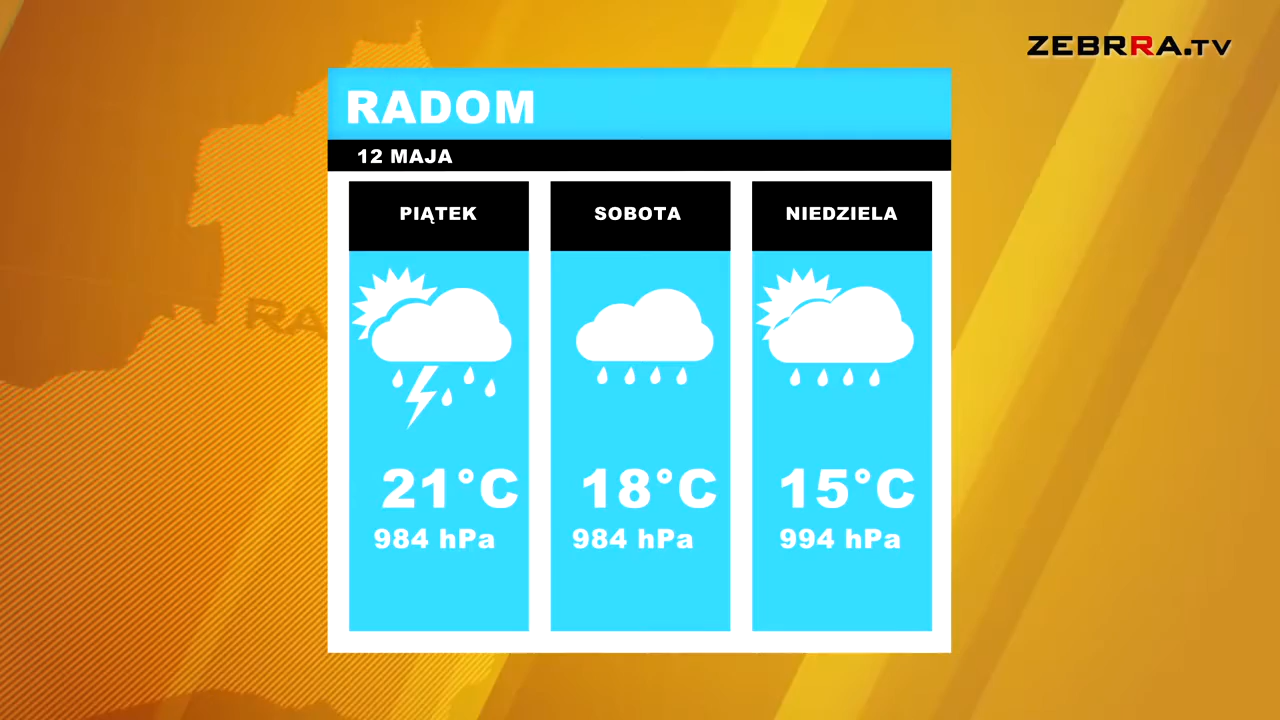 ZEBRRA.TV
RADOM
12 MAJA
PIĄTEK
SOBOTA
NIEDZIELA
21°C
18°C
15°C
984 hPa
984 hPa
994 hPa